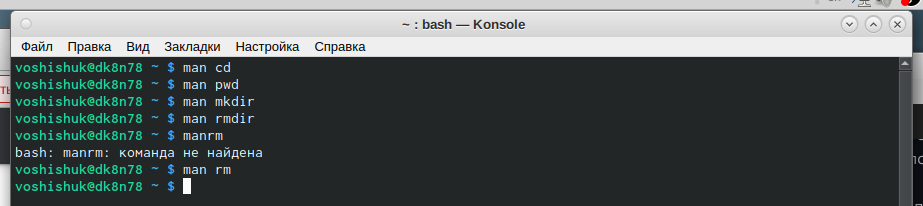 ~ : bash — Konsole
Файл Правка Вид Закладки Настройка Справка
voshishuk@dk8n78 ~ $ man cd
voshishuk@dk8n78 ~ $ man pwd
voshishuk@dk8n78 ~ $ man mkdir
voshishuk@dk8n78 ~ $ man rmdir
voshishuk@dk8n78 ~ $ manrm
bash: manrm: команда не найдена
voshishuk@dk8n78 ~ $ man rm
voshishuk@dk8n78 ~ $